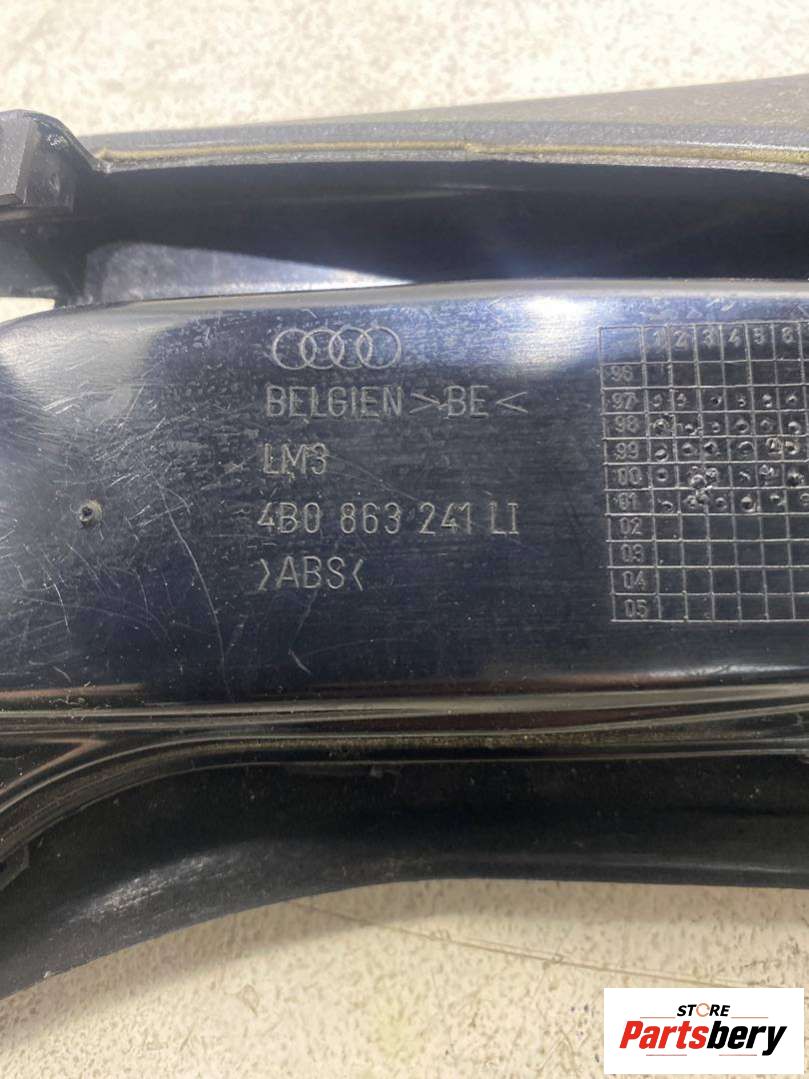 BELGIEN >BE<
LM3
4B0 863 241 LI
>ABS<
1 2 3 4 5 6
96
97
98
99
00
01
02
03
04
05
STORE
Partsbery